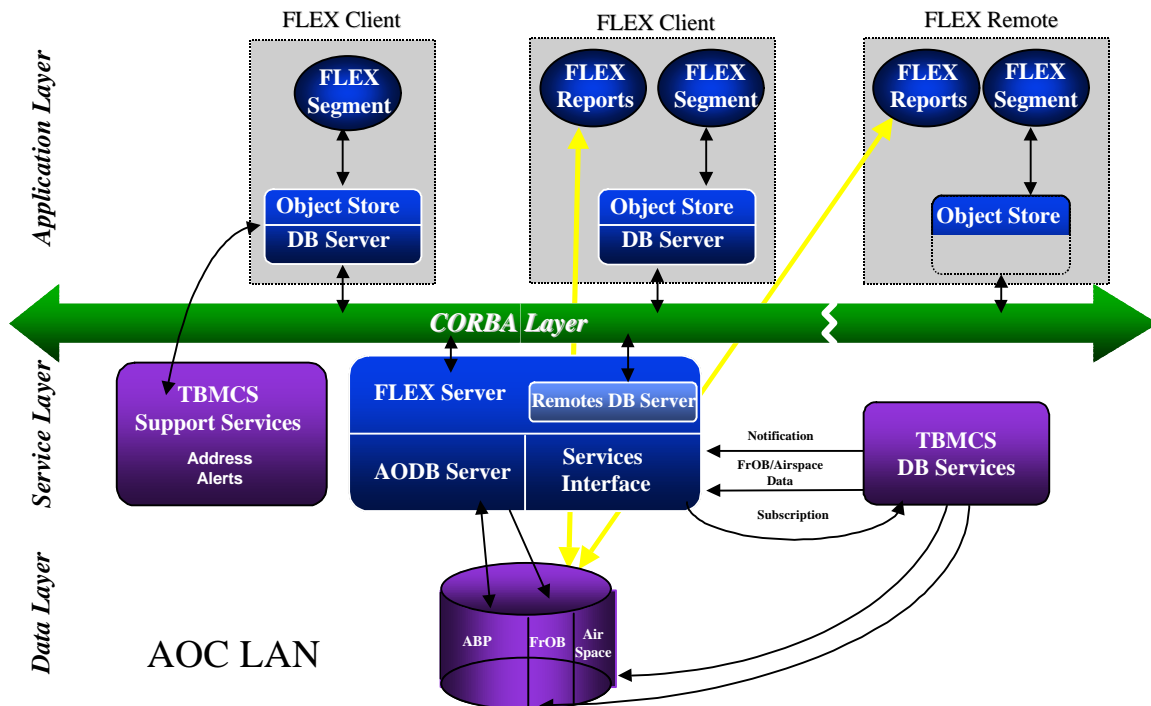 FLEX Client
FLEX Client
FLEX Remote
Application Layer
FLEX
Segment
FLEX
Reports
FLEX
Segment
FLEX
Reports
FLEX
Segment
Object Store
DB Server
Object Store
DB Server
Object Store
CORBA Layer
Service Layer
TBMCS
Support Services
Address
Alerts
FLEX Server
Remotes DB Server
AODB Server
Services
Interface
Notification
FrOB/Airspace
Data
Subscription
TBMCS
DB Services
Data Layer
AOC LAN
ABP
FrOB
Air
Space